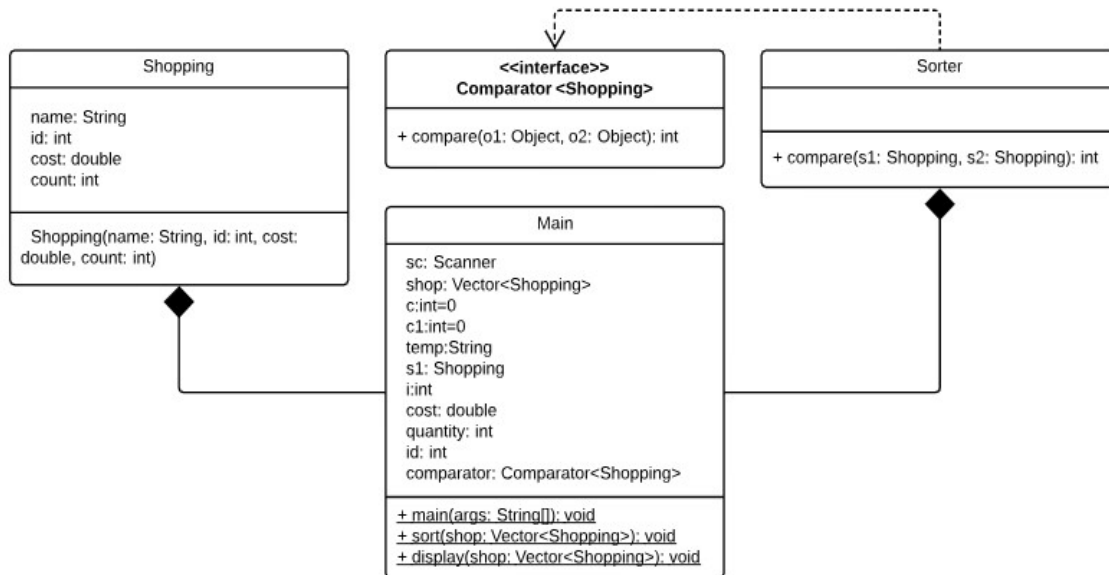 Shopping
name: String
id: int
cost: double
count: int
Shopping(name: String, id: int, cost:
double, count: int)
<<interface>>
Comparator <Shopping>
+ compare(o1: Object, o2: Object): int
Sorter
+ compare(s1: Shopping, s2: Shopping): int
Main
sc: Scanner
shop: Vector<Shopping>
c:int=0
c1:int=0
temp:String
s1: Shopping
i:int
cost: double
quantity: int
id: int
comparator: Comparator<Shopping>
+ main(args: String[]): void
+ sort(shop: Vector<Shopping>): void
+ display(shop: Vector<Shopping>): void